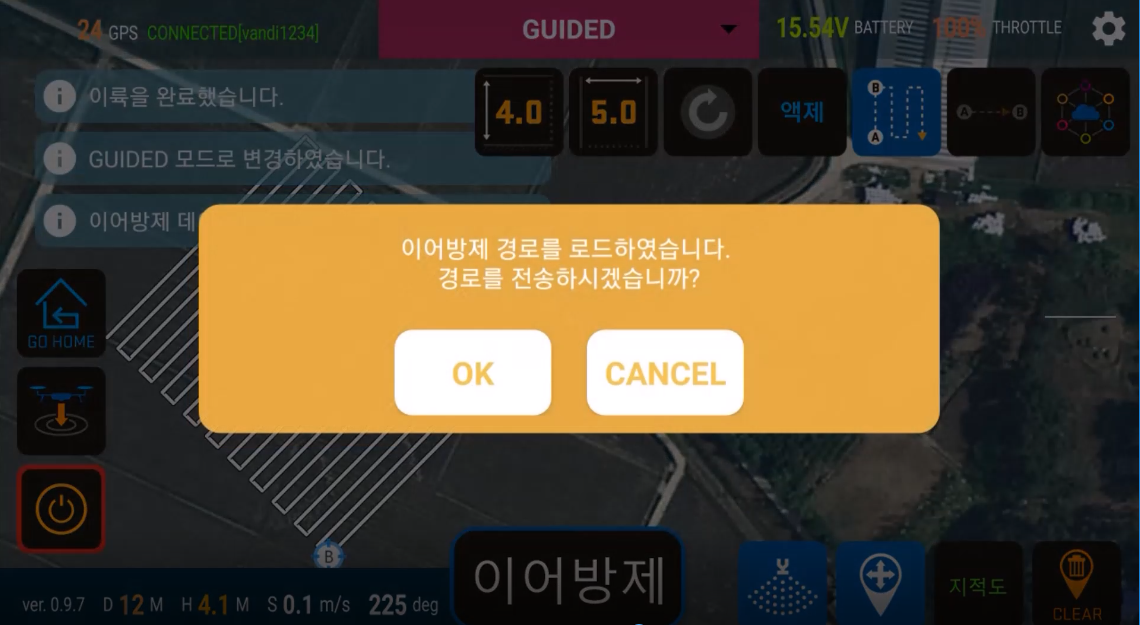 24 GPS CONNECTED[vandi1234]
GUIDED
15.54V BATTERY
100% THROTTLE
이륙을 완료했습니다.
GUIDED 모드로 변경하였습니다.
이어방제 데
4.0
5.0
액제
B
A
A B
이어방제 경로를 로드하였습니다.
경로를 전송하시겠습니까?
OK
CANCEL
GO HOME
B
이어방제
지적도
CLEAR
ver. 0.9.7 D 12 M H 4.1 M S 0.1 m/s 225 deg